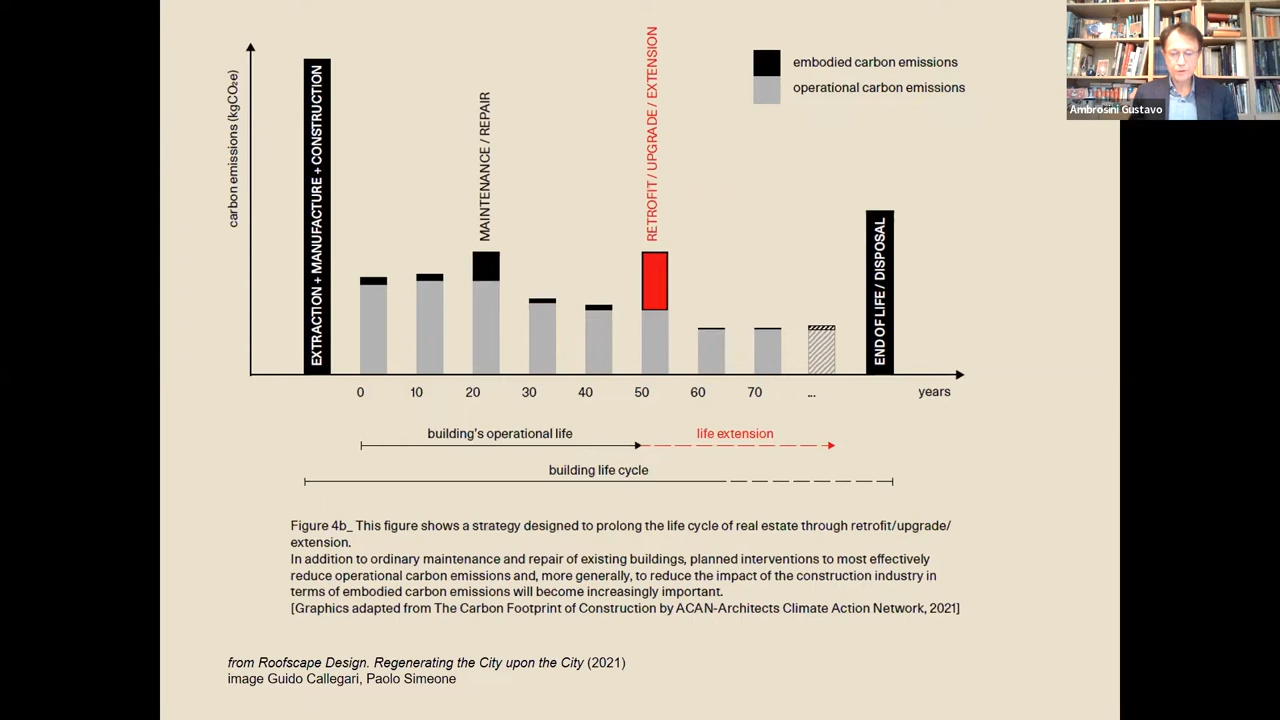 carbon emissions (kgCO₂e)
EXTRACTION + MANUFACTURE + CONSTRUCTION
MAINTENANCE / REPAIR
RETROFIT / UPGRADE / EXTENSION
END OF LIFE / DISPOSAL
embodied carbon emissions
operational carbon emissions
Ambrosini Gustavo
0 10 20 30 40 50 60 70 ... years
building's operational life
life extension
building life cycle
Figure 4b_ This figure shows a strategy designed to prolong the life cycle of real estate through retrofit/upgrade/
extension.
In addition to ordinary maintenance and repair of existing buildings, planned interventions to most effectively
reduce operational carbon emissions and, more generally, to reduce the impact of the construction industry in
terms of embodied carbon emissions will become increasingly important.
[Graphics adapted from The Carbon Footprint of Construction by ACAN-Architects Climate Action Network, 2021]
from Roofscape Design. Regenerating the City upon the City (2021)
image Guido Callegari, Paolo Simeone